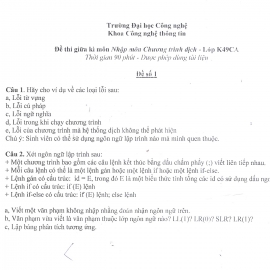 Trường Đại học Công nghệ
Khoa Công nghệ thông tin
Đề thi giữa kì môn Nhập môn Chương trình dịch - Lớp K49CA
Thời gian 90 phút - Được phép dùng tài liệu
Đề số 1
Câu 1. Hãy cho ví dụ về các loại lỗi sau:
a, Lỗi từ vựng
b, Lỗi cú pháp
c, Lỗi ngữ nghĩa
d, Lỗi trong khi chạy chương trình
e, Lỗi của chương trình mà hệ thống dịch không thể phát hiện
Chú ý: Sinh viên có thể sử dụng ngôn ngữ lập trình nào mà mình quen thuộc.
Câu 2. Xét ngôn ngữ lập trình sau:
+ Một chương trình bao gồm các câu lệnh kết thúc bằng dấu chấm phẩy (;) viết liên tiếp nhau.
+ Mỗi câu lệnh có thể là một lệnh gán hoặc một lệnh if hoặc một lệnh if-else.
+ Lệnh gán có cấu trúc: id = E, trong đó E là một biểu thức tính tổng các id có sử dụng dấu ngoặc
+ Lệnh if có cấu trúc: if (E) lệnh
+ Lệnh if-else có cấu trúc: if (E) lệnh; else lệnh
a, Viết một văn phạm không nhập nhằng đoán nhận ngôn ngữ trên.
b, Văn phạm vừa viết là văn phạm thuộc lớp ngôn ngữ nào? LL(1)? LR(0)? SLR? LR(1)?
c, Lập bảng phân tích tương ứng.